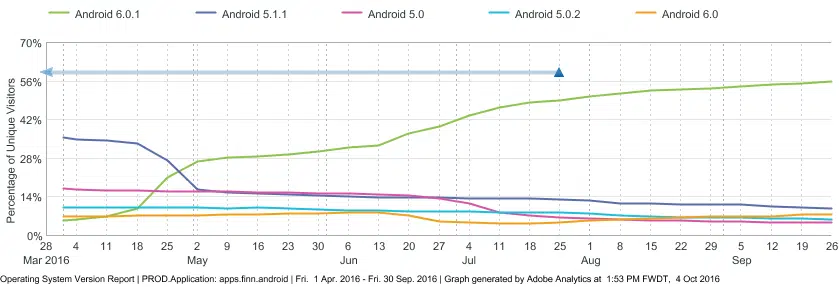 Android 6.0.1 Android 5.1.1 Android 5.0 Android 5.0.2 Android 6.0
70%
56%
42%
28%
14%
0%
Percentage of Unique Visitors
28 4 11 18 25 2 9 16 23 30 6 13 20 27 4 11 18 25 1 8 15 22 29 5 12 19 26
Mar 2016 May Jun Jul Aug Sep
Operating System Version Report | PROD.Application: apps.finn.android | Fri. 1 Apr. 2016 - Fri. 30 Sep. 2016 | Graph generated by Adobe Analytics at 1:53 PM FWDT, 4 Oct 2016